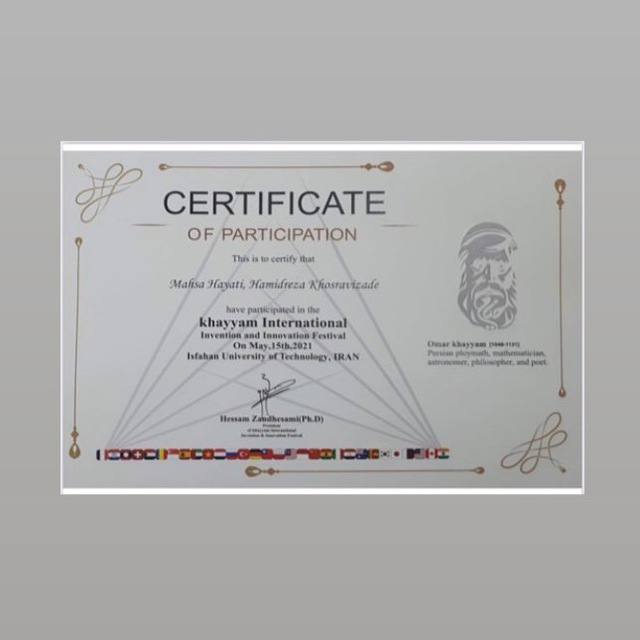 CERTIFICATE
OF PARTICIPATION
This is to certify that
Mahsa Hayati, Hamidreza Khosravizade
have participated in the
khayyam International
Invention and Innovation Festival
On May,15th,2021
Isfahan University of Technology, IRAN
Hessam Zandhesami(Ph.D)
President
of Khayyam International
Invention & Innovation Festival
Omar khayyam [1048-1131]
Persian ploymath, mathematician,
astronomer, philosopher, and poet.